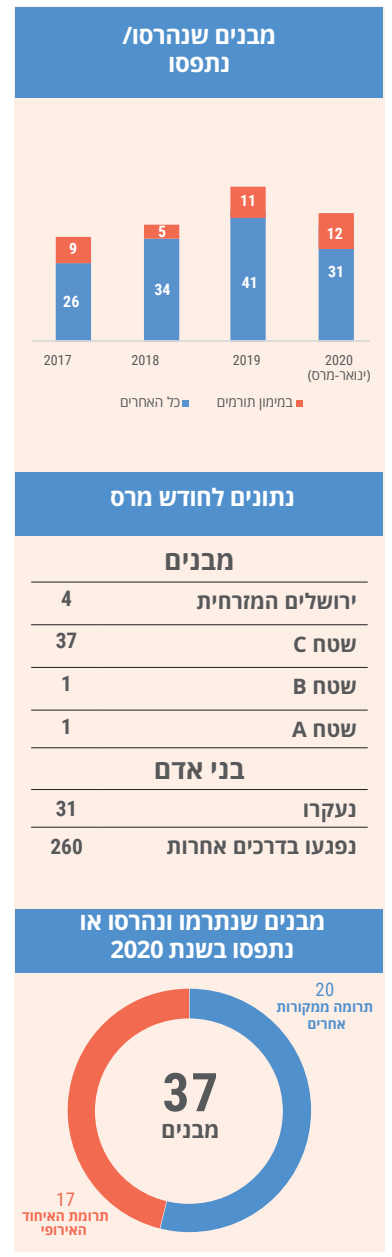 מבנים שנהרסו/
נתפסו
11
5
12
9
41
31
34
26
2017
2018
2019
2020
(ינואר-מרס)
כל האחרים
במימון תורמים
נתונים לחודש מרס
מבנים
ירושלים המזרחית 4
שטח C 37
שטח B 1
שטח A 1
בני אדם
נעקרו 31
נפגעו בדרכים אחרות 260
מבנים שנתרמו ונהרסו או
נתפסו בשנת 2020
20
תרומה ממקורות
אחרים
37
מבנים
17
תרומת האיחוד
האירופי